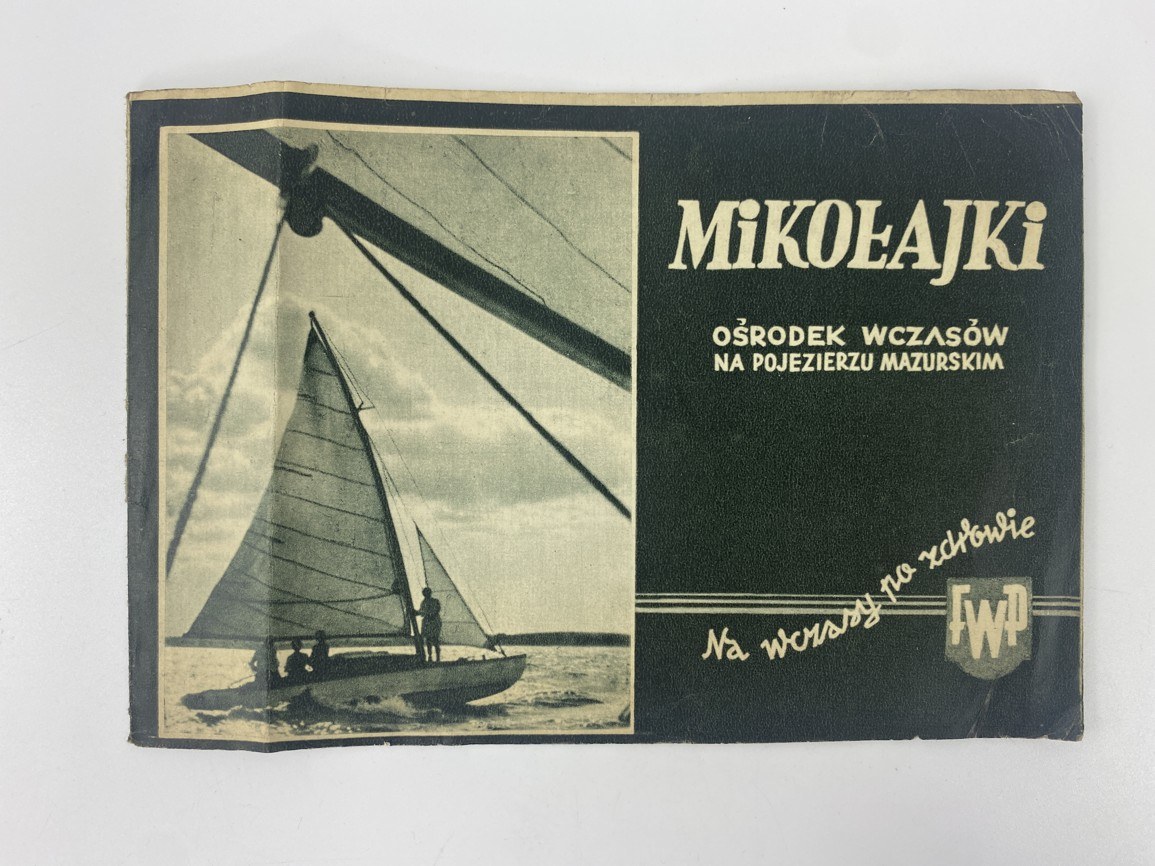 MiKOŁAJKi
OŚRODEK WCZASÓW
NA POJEZIERZU MAZURSKIM
Na wczasy po zdrowie
FWP